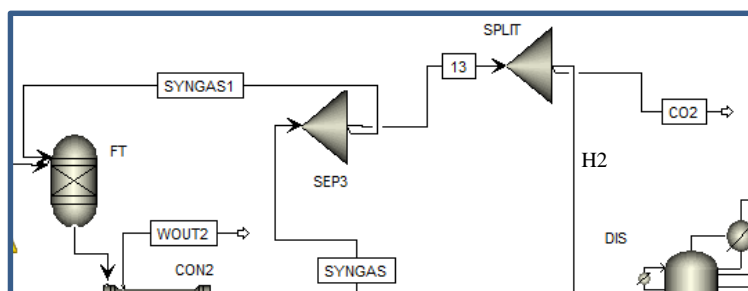 SPLIT
13
SYNGAS1
CO2
FT
H2
SEP3
WOUT2
DIS
CON2
SYNGAS